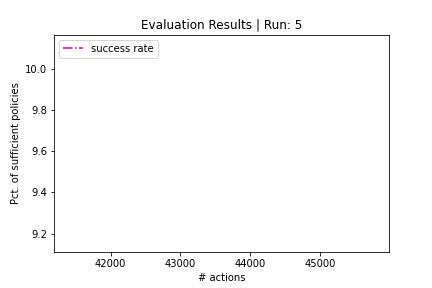 Evaluation Results | Run: 5
success rate
Pct. of sufficient policies
10.0
9.8
9.6
9.4
9.2
42000 43000 44000 45000
# actions